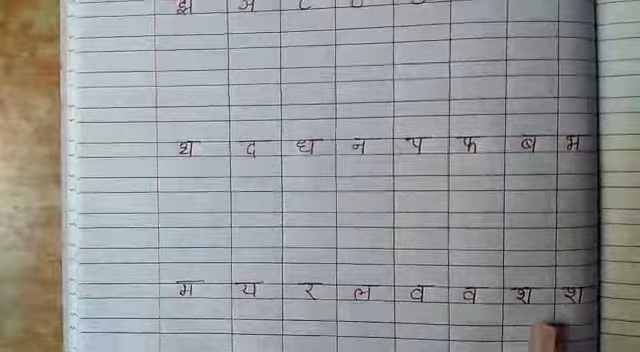 थ द ध न प फ ब भ
म य र ल व व श श